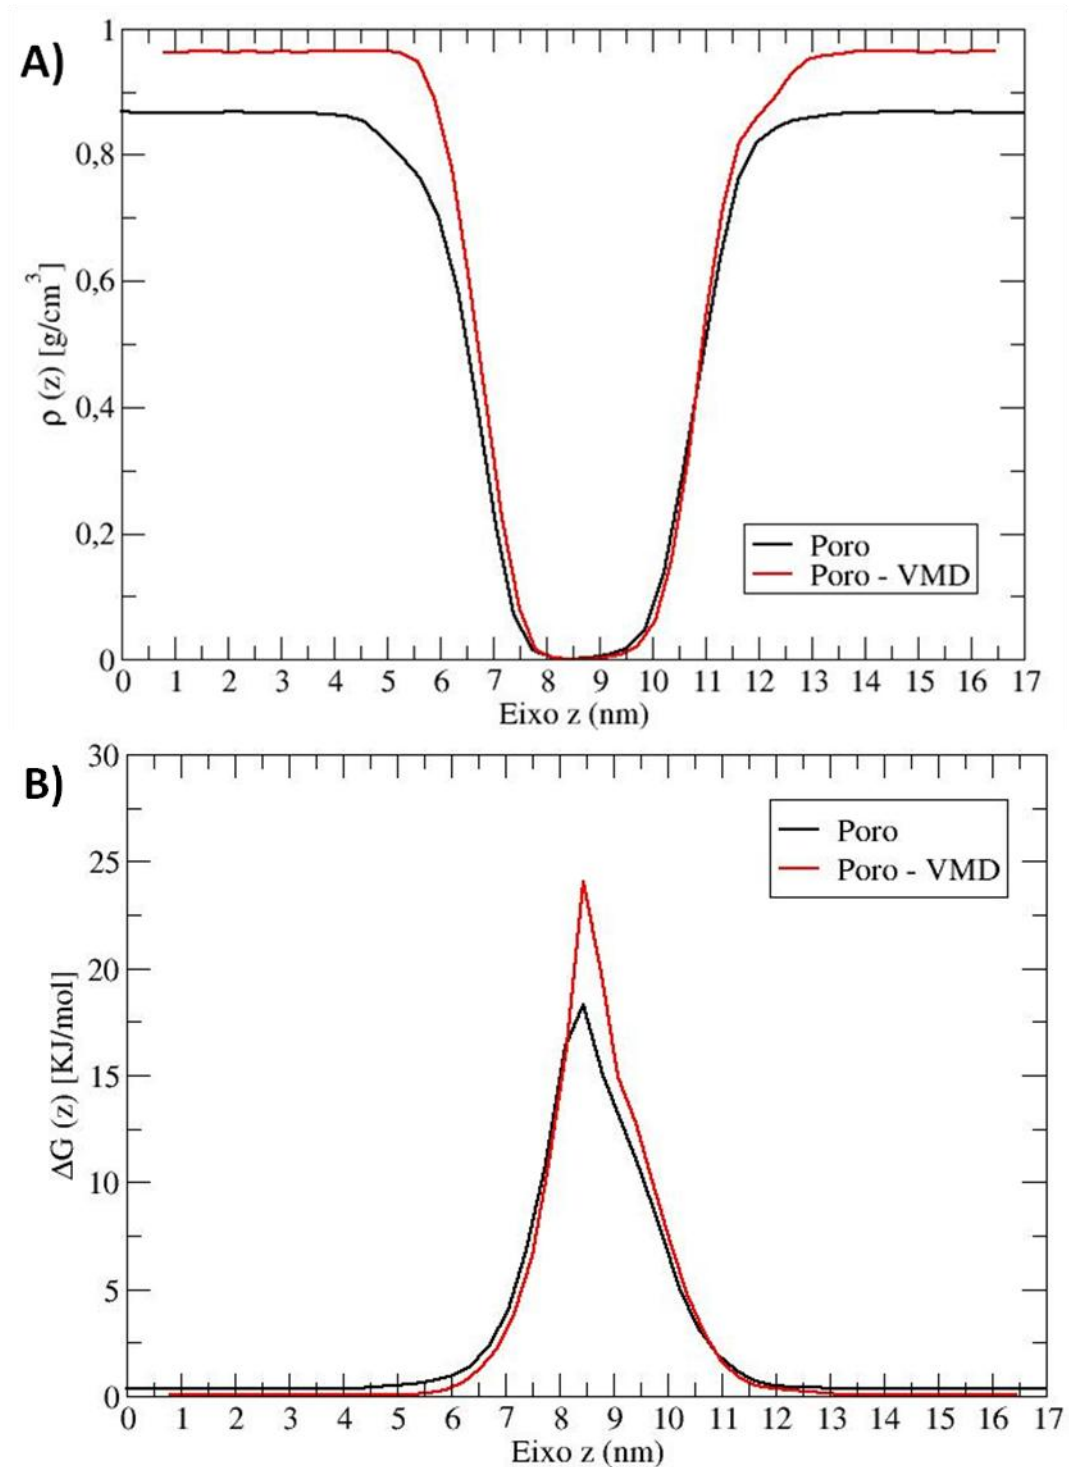 A)
ρ (z) [g/cm³]
1
0,8
0,6
0,4
0,2
0
0 1 2 3 4 5 6 7 8 9 10 11 12 13 14 15 16 17
Eixo z (nm)
Poro
Poro - VMD
B)
ΔG (z) [KJ/mol]
30
25
20
15
10
5
0
0 1 2 3 4 5 6 7 8 9 10 11 12 13 14 15 16 17
Eixo z (nm)
Poro
Poro - VMD